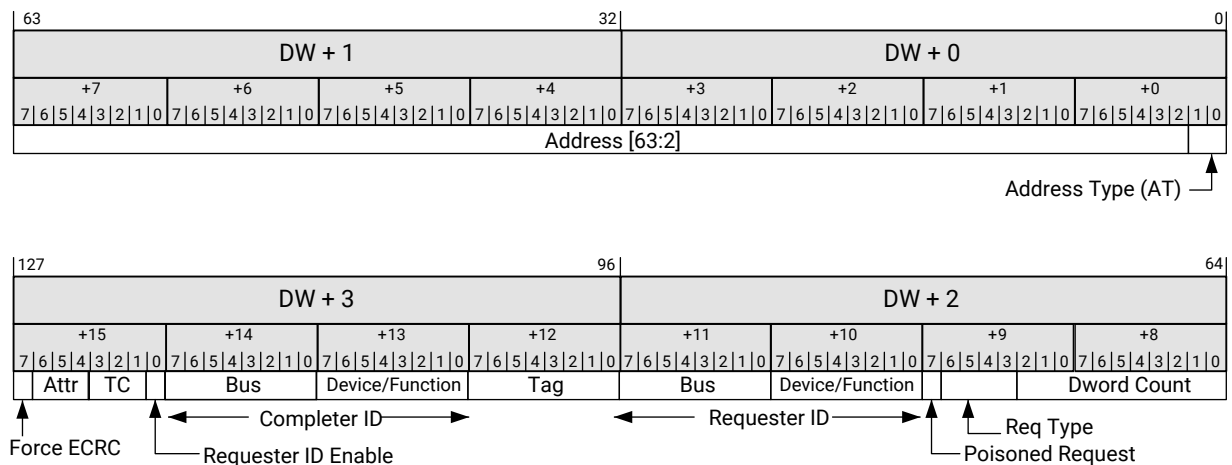 63 32 0
DW + 1 DW + 0
+7 +6 +5 +4 +3 +2 +1 +0
7 6 5 4 3 2 1 0 7 6 5 4 3 2 1 0 7 6 5 4 3 2 1 0 7 6 5 4 3 2 1 0 7 6 5 4 3 2 1 0 7 6 5 4 3 2 1 0 7 6 5 4 3 2 1 0 7 6 5 4 3 2 1 0
Address [63:2]
Address Type (AT)
127 96 64
DW + 3 DW + 2
+15 +14 +13 +12 +11 +10 +9 +8
7 6 5 4 3 2 1 0 7 6 5 4 3 2 1 0 7 6 5 4 3 2 1 0 7 6 5 4 3 2 1 0 7 6 5 4 3 2 1 0 7 6 5 4 3 2 1 0 7 6 5 4 3 2 1 0 7 6 5 4 3 2 1 0
Attr TC Bus Device/Function Tag Bus Device/Function Dword Count
Completer ID Requester ID Req Type
Force ECRC Requester ID Enable Poisoned Request